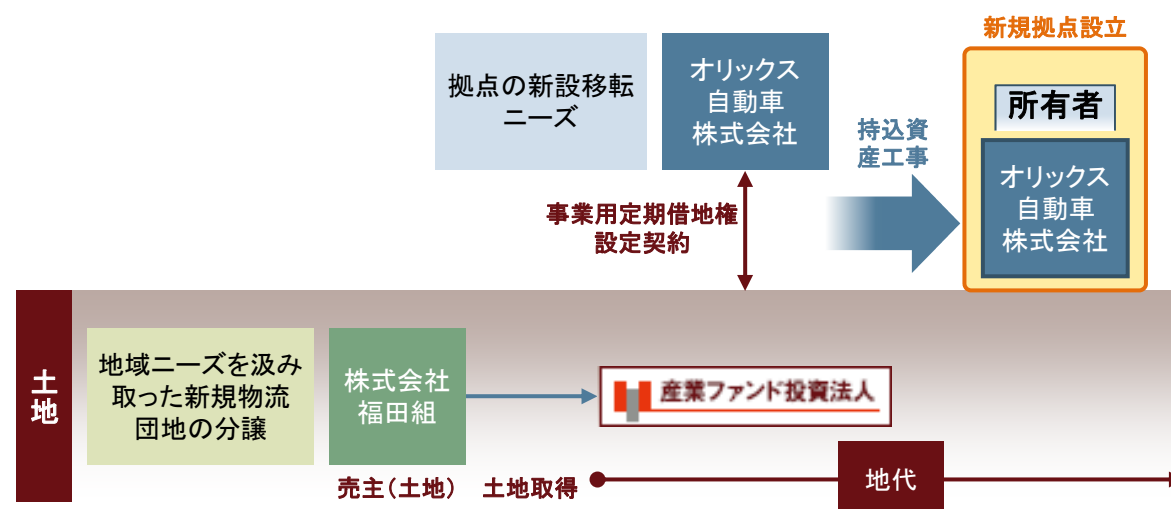 新規拠点設立
拠点の新設移転
ニーズ
オリックス
自動車
株式会社
持込資
産工事
所有者
オリックス
自動車
株式会社
事業用定期借地権
設定契約
土地
地域ニーズを汲み
取った新規物流
団地の分譲
株式会社
福田組
産業ファンド投資法人
売主(土地)
土地取得
地代